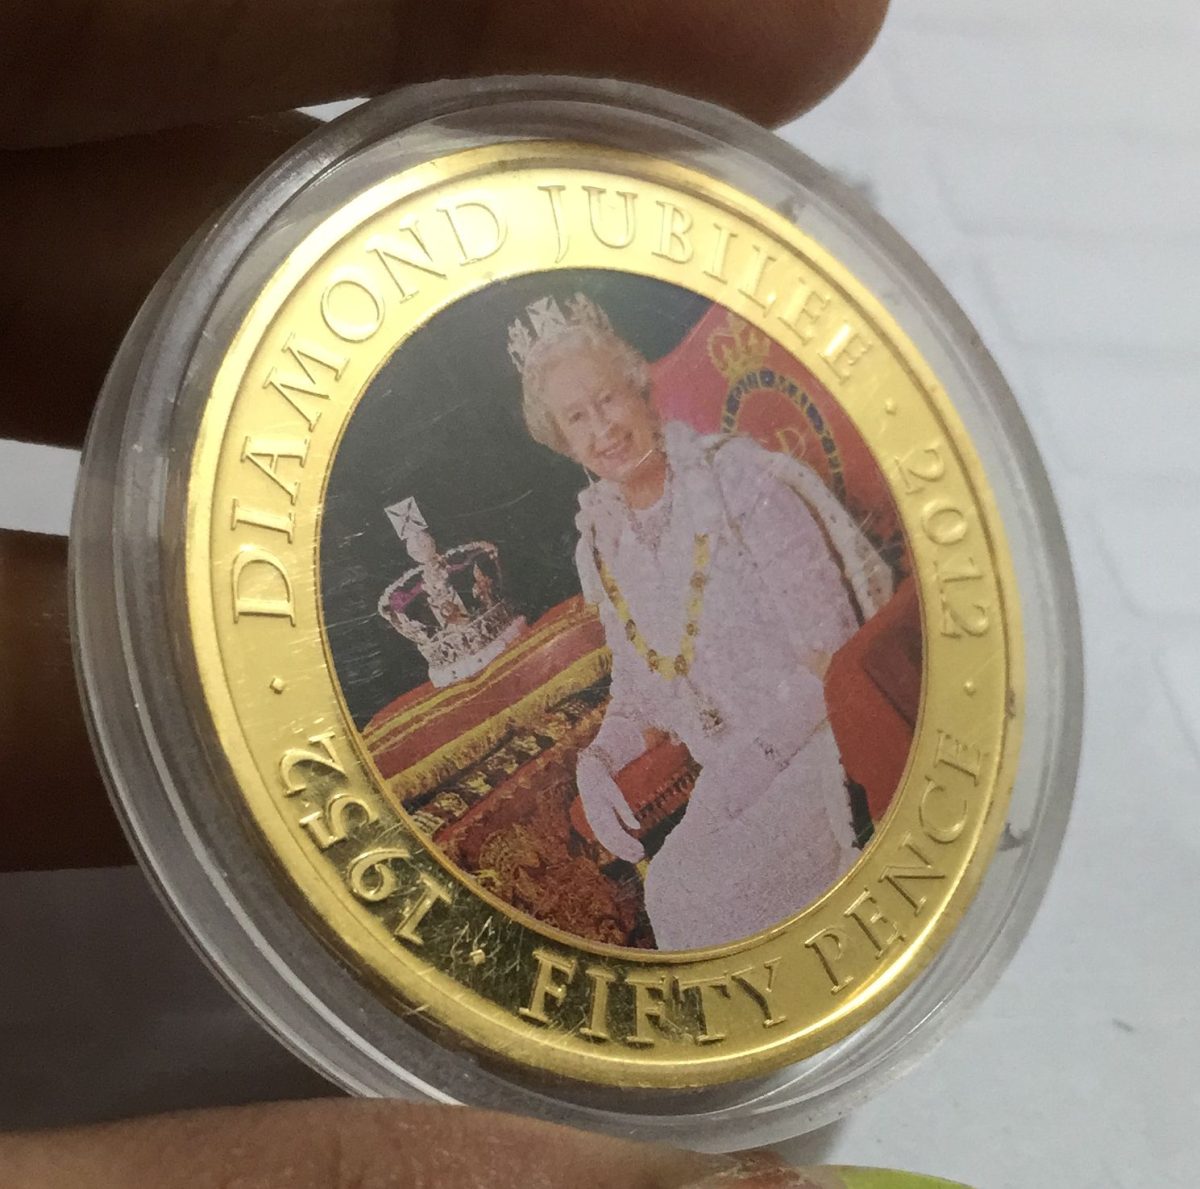 DIAMOND JUBILEE · 2012 ·
1952 · FIFTY PENCE